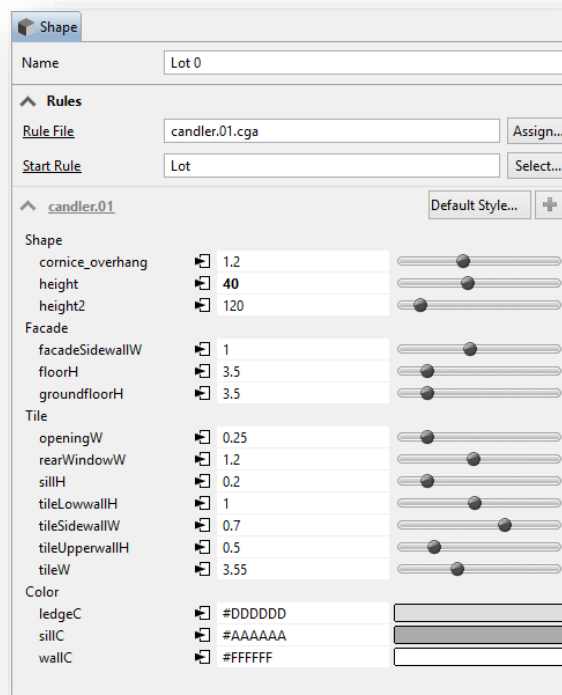 Shape
Name Lot 0
Rules
Rule File candler.01.cga Assign...
Start Rule Lot Select...
candler.01 Default Style...
Shape
cornice_overhang 1.2
height 40
height2 120
Facade
facadeSidewallW 1
floorH 3.5
groundfloorH 3.5
Tile
openingW 0.25
rearWindowW 1.2
sillH 0.2
tileLowwallH 1
tileSidewallW 0.7
tileUpperwallH 0.5
tileW 3.55
Color
ledgeC #DDDDDD
sillC #AAAAAA
wallC #FFFFFF